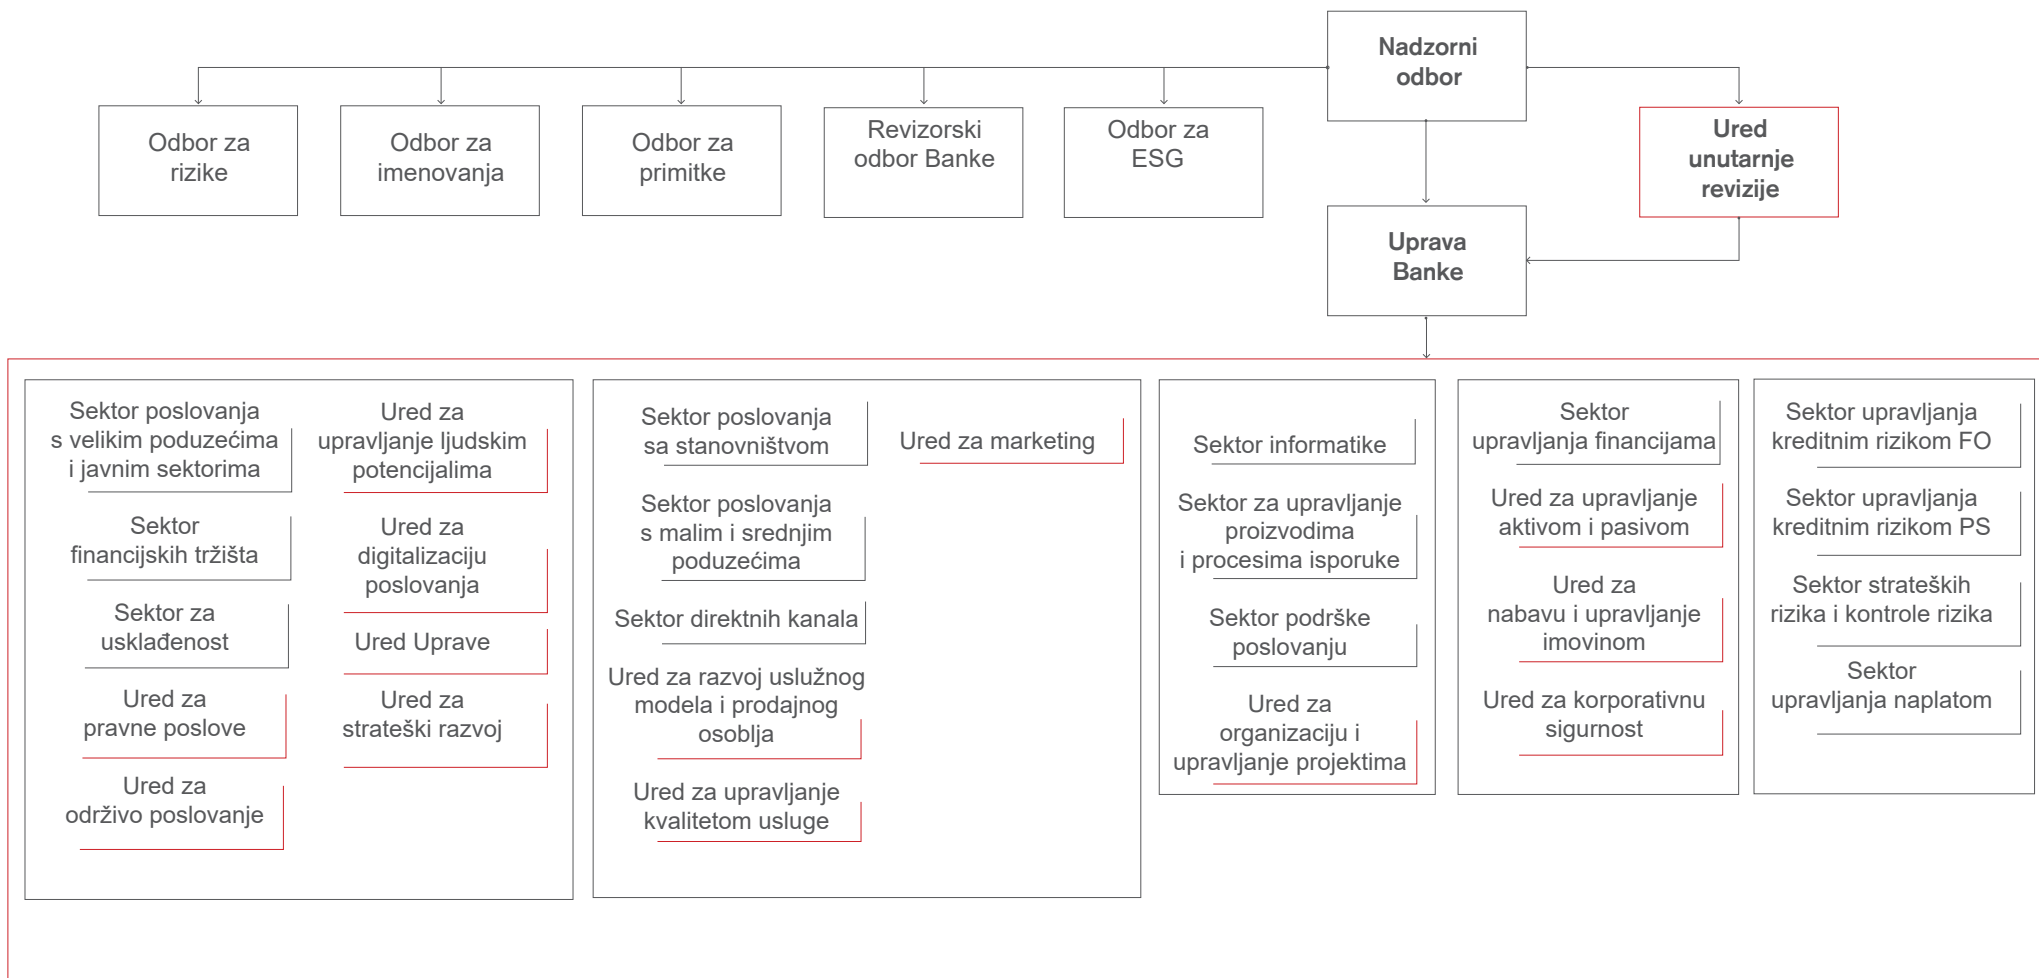 Nadzorni
odbor
Odbor za
rizike
Odbor za
imenovanja
Odbor za
primitke
Revizorski
odbor Banke
Odbor za
ESG
Ured
unutarnje
revizije
Uprava
Banke
Sektor poslovanja
s velikim poduzećima
i javnim sektorima
Sektor
financijskih tržišta
Sektor za
usklađenost
Ured za
pravne poslove
Ured za
održivo poslovanje
Ured za
upravljanje ljudskim
potencijalima
Ured za
digitalizaciju
poslovanja
Ured Uprave
Ured za
strateški razvoj
Sektor poslovanja
sa stanovništvom
Sektor poslovanja
s malim i srednjim
poduzećima
Sektor direktnih kanala
Ured za razvoj uslužnog
modela i prodajnog
osoblja
Ured za upravljanje
kvalitetom usluge
Ured za marketing
Sektor informatike
Sektor za upravljanje
proizvodima
i procesima isporuke
Sektor podrške
poslovanju
Ured za
organizaciju i
upravljanje projektima
Sektor
upravljanja financijama
Ured za upravljanje
aktivom i pasivom
Ured za
nabavu i upravljanje
imovinom
Ured za korporativnu
sigurnost
Sektor upravljanja
kreditnim rizikom FO
Sektor upravljanja
kreditnim rizikom PS
Sektor strateških
rizika i kontrole rizika
Sektor
upravljanja naplatom